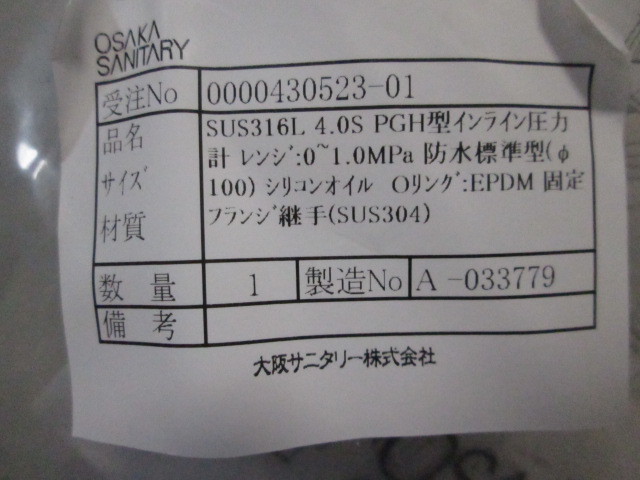 OSAKA
SANITARY
受注No 0000430523-01
品名 SUS316L 4.0S PGH型インライン圧力
計 レンジ:0~1.0MPa 防水標準型(φ
サイズ 100) シリコンオイル Oリング:EPDM 固定
材質 フランジ継手(SUS304)
数量 1 製造No A-033779
備考
大阪サニタリー株式会社